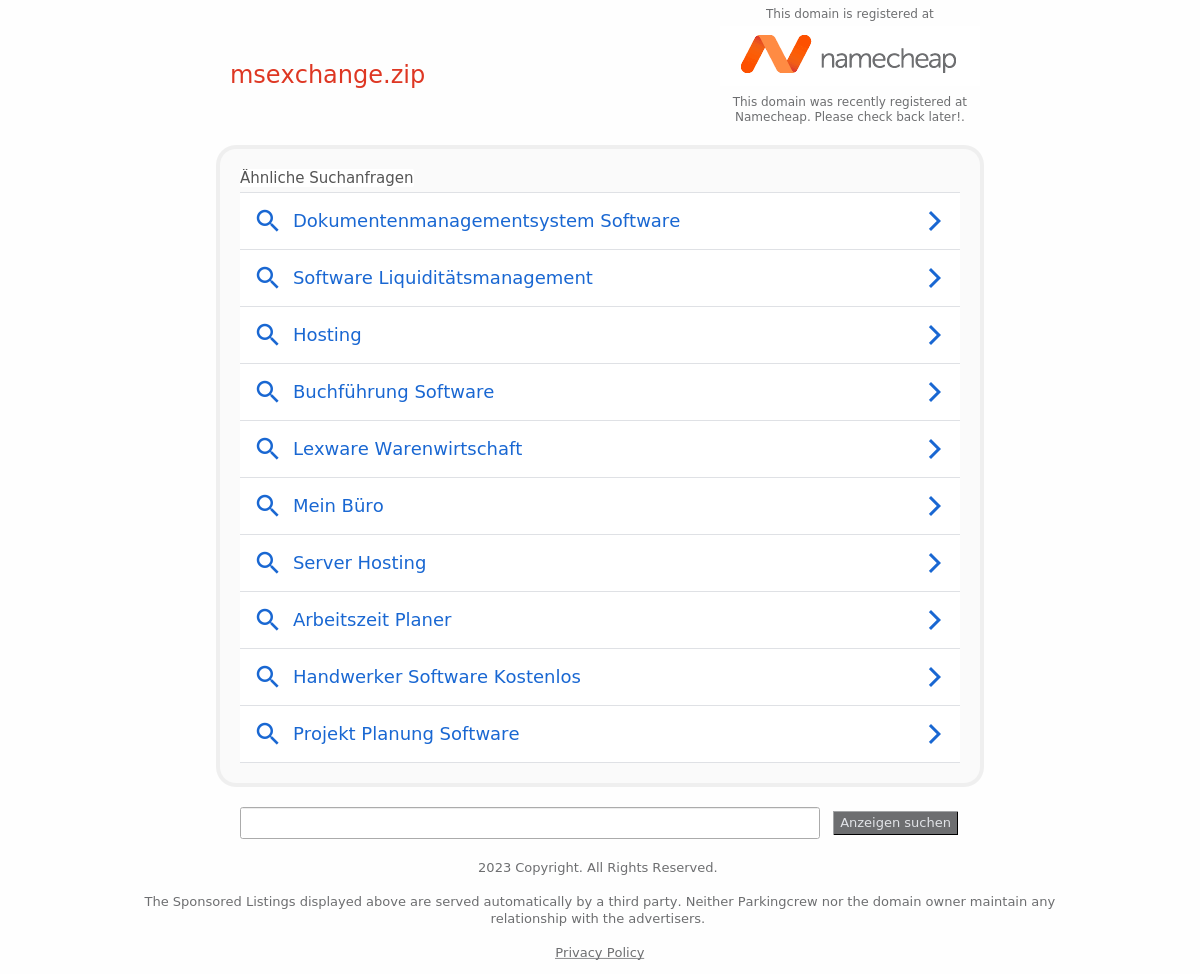 This domain is registered at
namecheap
msexchange.zip
This domain was recently registered at
Namecheap. Please check back later!.
Ähnliche Suchanfragen
Dokumentenmanagementsystem Software
Software Liquiditätsmanagement
Hosting
Buchführung Software
Lexware Warenwirtschaft
Mein Büro
Server Hosting
Arbeitszeit Planer
Handwerker Software Kostenlos
Projekt Planung Software
Anzeigen suchen
2023 Copyright. All Rights Reserved.
The Sponsored Listings displayed above are served automatically by a third party. Neither Parkingcrew nor the domain owner maintain any
relationship with the advertisers.
Privacy Policy